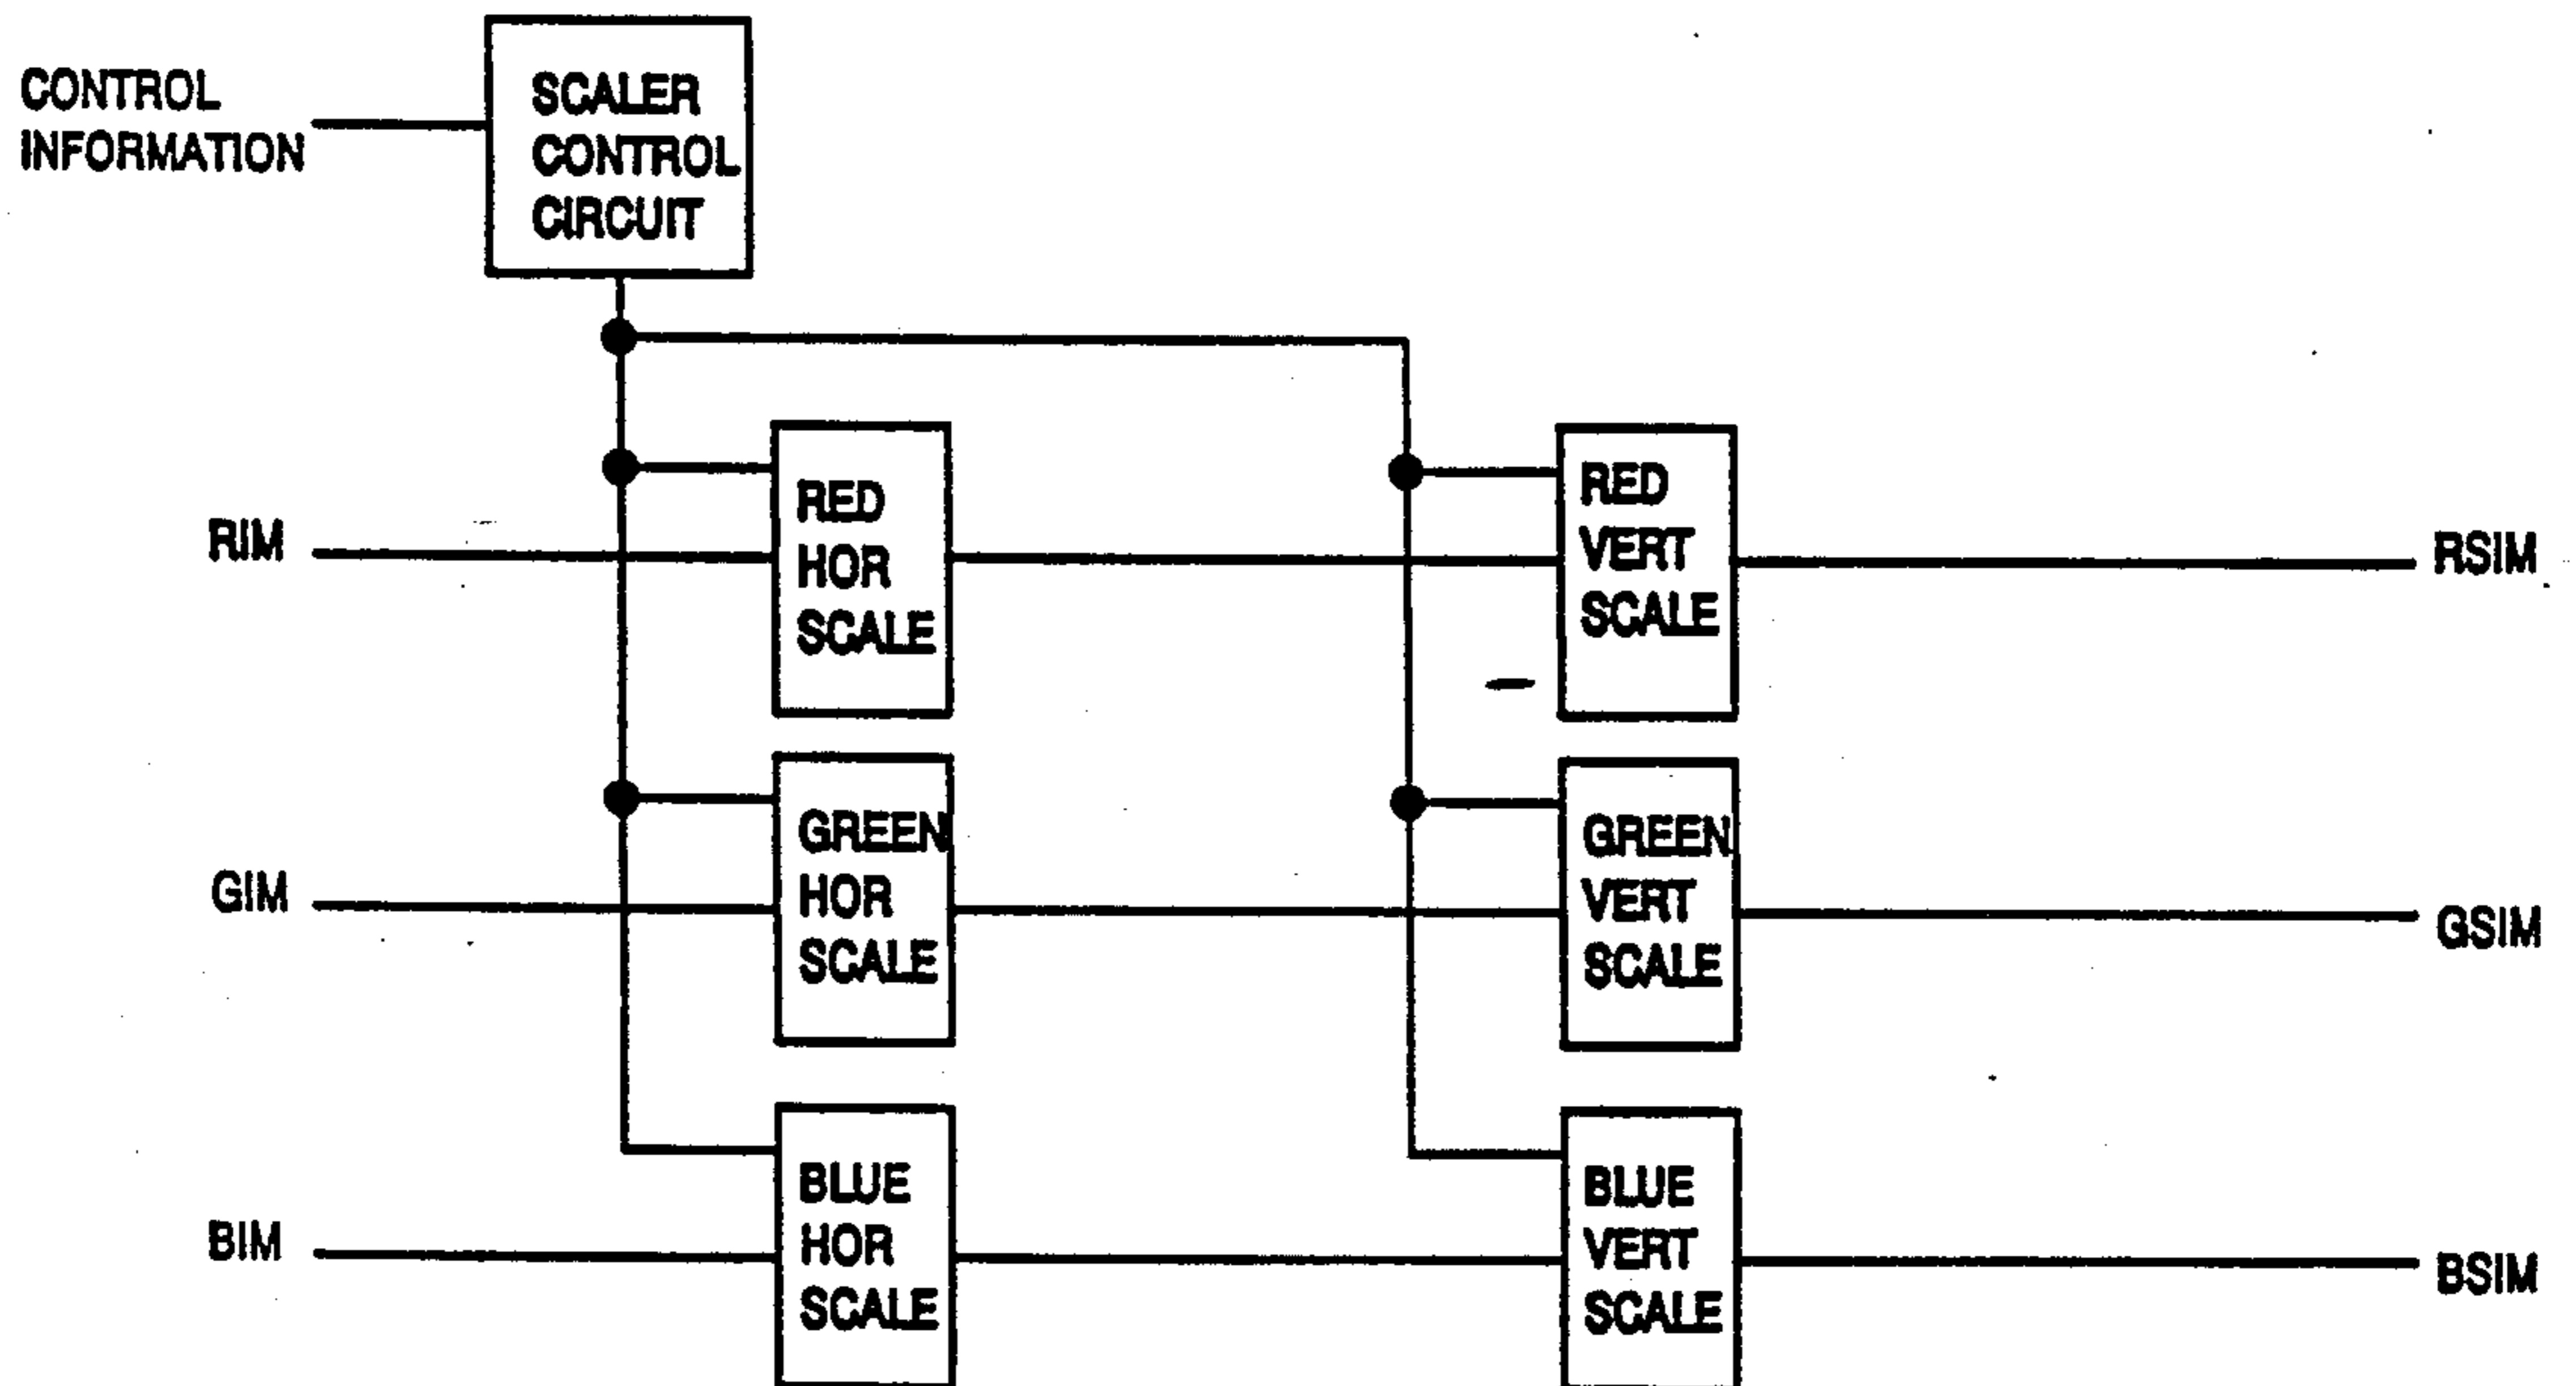 CONTROL
INFORMATION
SCALER
CONTROL
CIRCUIT
RIM
RED
HOR
SCALE
RED
VERT
SCALE
RSIM
GIM
GREEN
HOR
SCALE
GREEN
VERT
SCALE
GSIM
BIM
BLUE
HOR
SCALE
BLUE
VERT
SCALE
BSIM